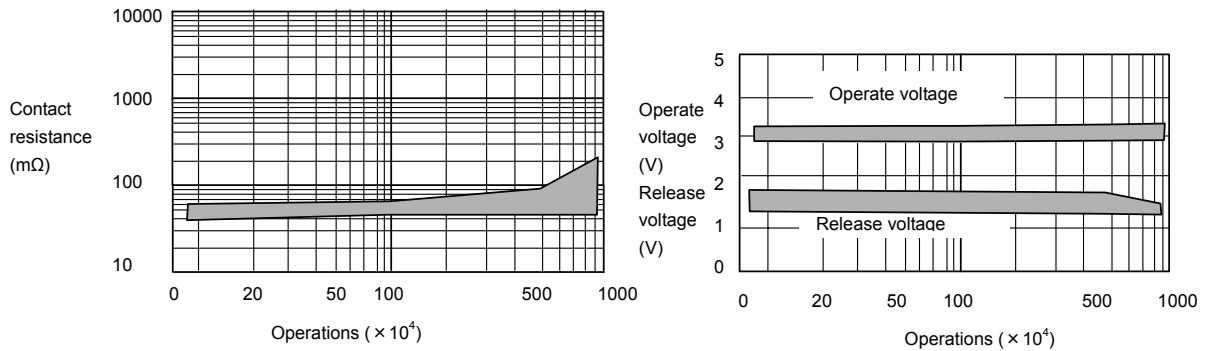 10000
1000
100
10
Contact
resistance
(mΩ)
0 20 50 100 500 1000
Operations (×10⁴)
5
4
3
2
1
0
Operate
voltage
(V)
Release
voltage
(V)
Operate voltage
Release voltage
0 20 50 100 500 1000
Operations (×10⁴)